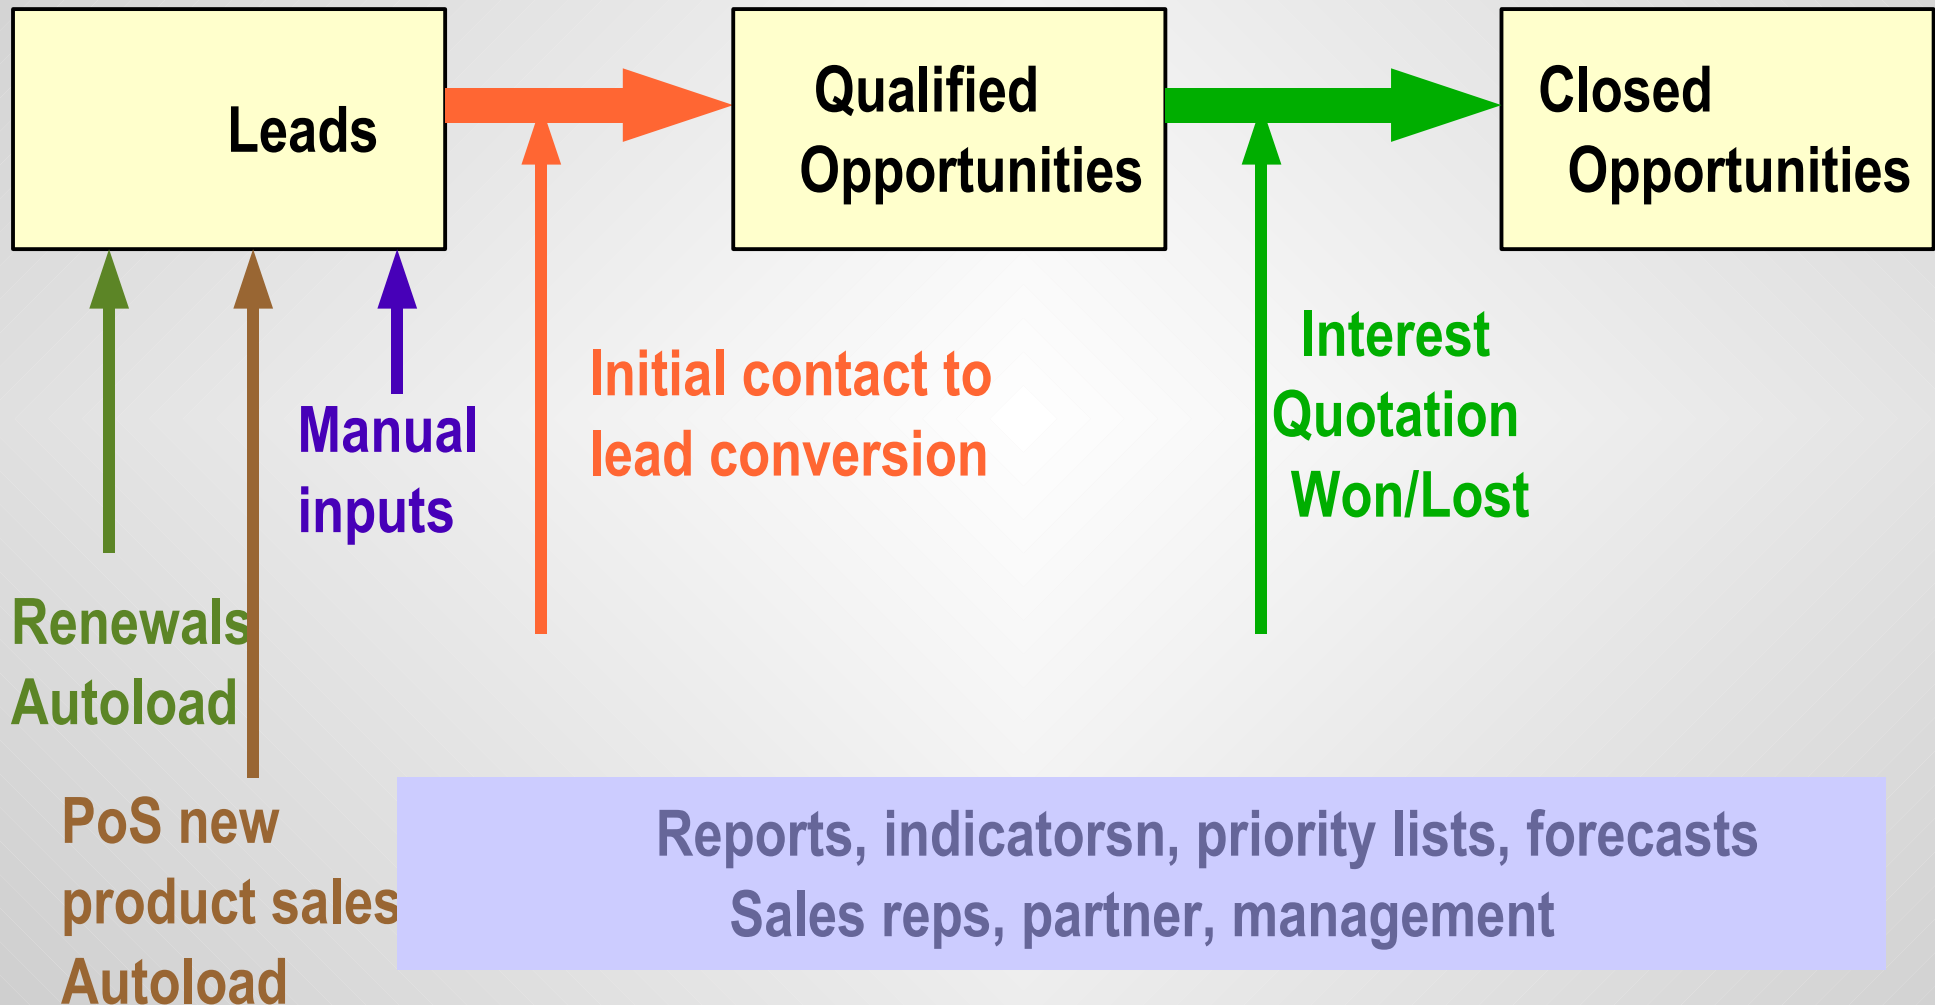 Leads
Qualified
Opportunities
Closed
Opportunities
Manual
inputs
Initial contact to
lead conversion
Interest
Quotation
Won/Lost
Renewals
Autoload
PoS new
product sales
Autoload
Reports, indicatorsn, priority lists, forecasts
Sales reps, partner, management